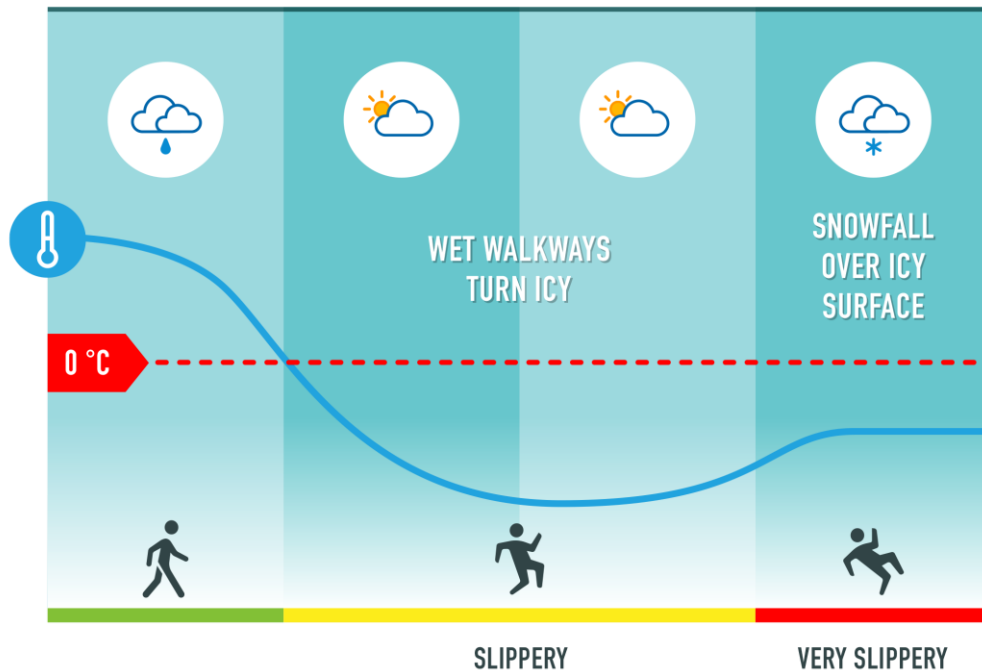 WET WALKWAYS
TURN ICY
SNOWFALL
OVER ICY
SURFACE
0 °C
SLIPPERY
VERY SLIPPERY